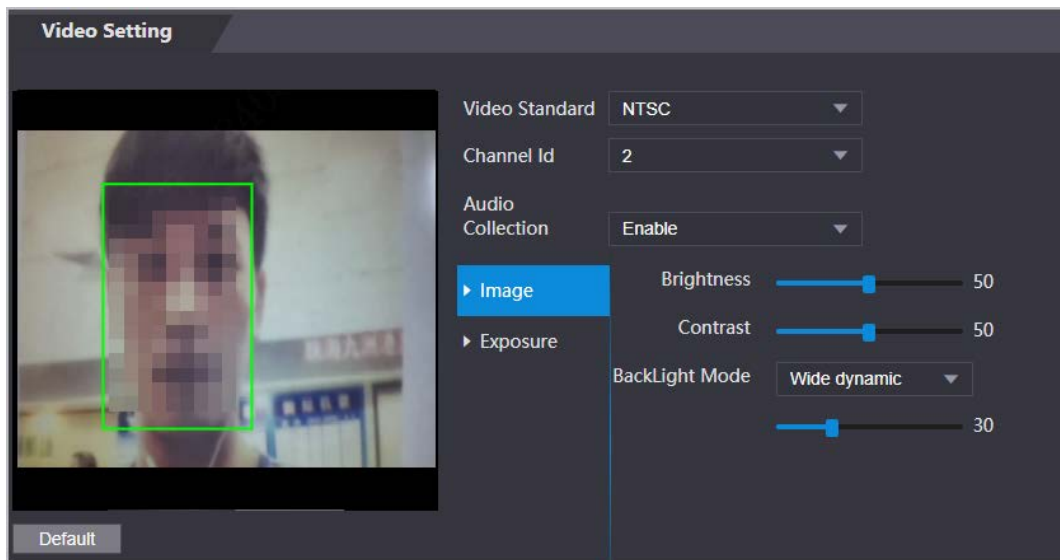 Video Setting
Video Standard NTSC
Channel Id 2
Audio
Collection Enable
Image
Brightness 50
Contrast 50
Exposure
BackLight Mode Wide dynamic
30
Default